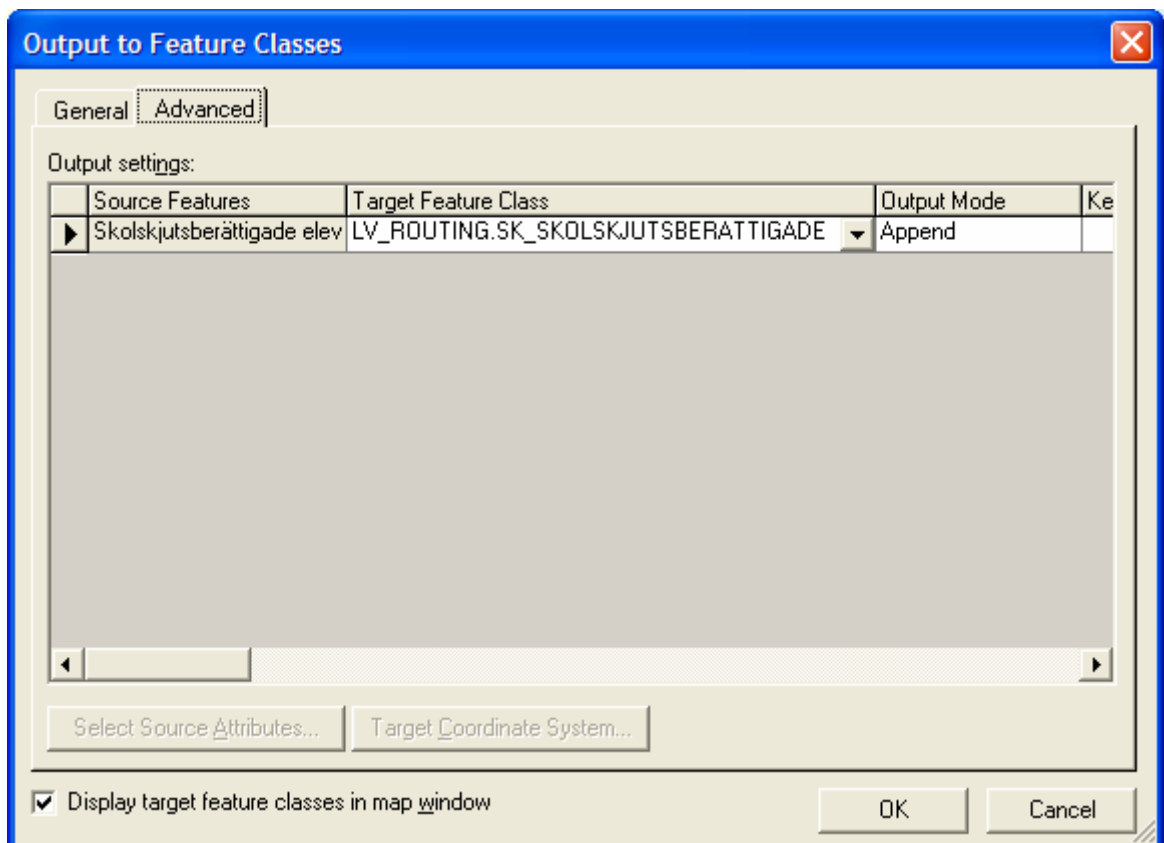 Output to Feature Classes
General Advanced
Output settings:
Source Features Target Feature Class Output Mode Ke
Skolskjutsberättigade elev LV_ROUTING.SK_SKOLSKJUTSBERATTIGADE Append
Select Source Attributes... Target Coordinate System...
Display target feature classes in map window
OK Cancel